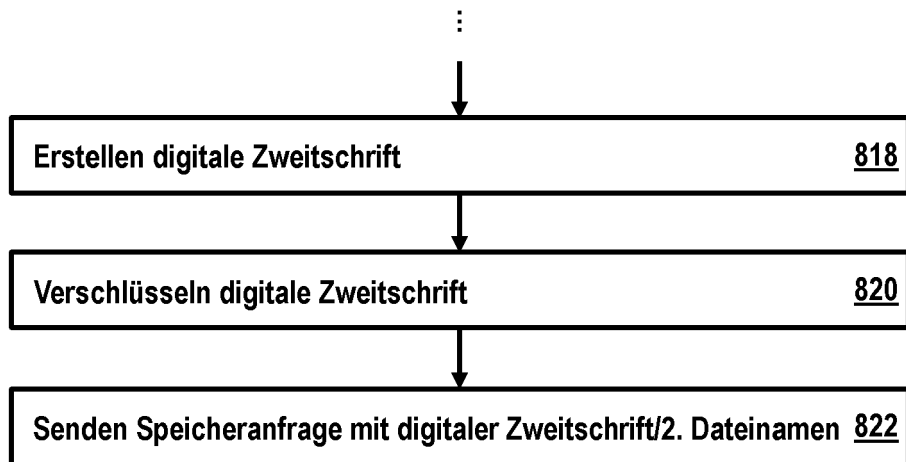 ⋮
Erstellen digitale Zweitschrift 818
Verschlüsseln digitale Zweitschrift 820
Senden Speicheranfrage mit digitaler Zweitschrift/2. Dateinamen 822